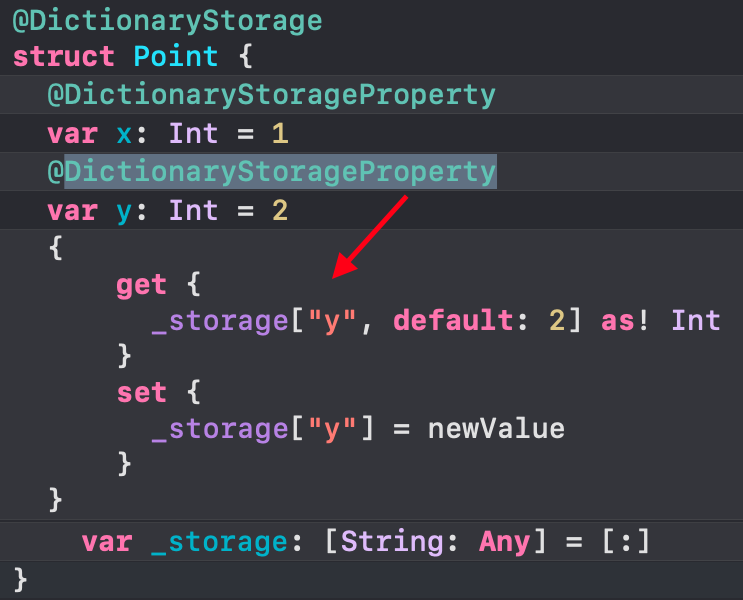 @DictionaryStorage
struct Point {
@DictionaryStorageProperty
var x: Int = 1
@DictionaryStorageProperty
var y: Int = 2
{
get {
_storage["y", default: 2] as! Int
}
set {
_storage["y"] = newValue
}
}
var _storage: [String: Any] = [:]
}